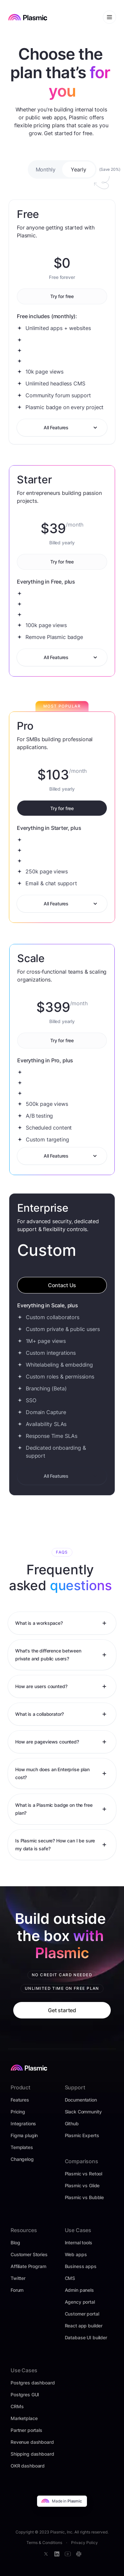 Plasmic
Choose the
plan that's for
you
Whether you're building internal tools
or public web apps, Plasmic offers
flexible pricing plans that scale as you
grow. Get started for free.
Monthly
Yearly
(Save 20%)
Free
For anyone getting started with
Plasmic.
$0
Free forever
Try for free
Free includes (monthly):
Unlimited apps + websites
10k page views
Unlimited headless CMS
Community forum support
Plasmic badge on every project
All Features
Starter
For entrepreneurs building passion
projects.
$39/month
Billed yearly
Try for free
Everything in Free, plus
100k page views
Remove Plasmic badge
All Features
MOST POPULAR
Pro
For SMBs building professional
applications.
$103/month
Billed yearly
Try for free
Everything in Starter, plus
250k page views
Email & chat support
All Features
Scale
For cross-functional teams & scaling
organizations.
$399/month
Billed yearly
Try for free
Everything in Pro, plus
500k page views
A/B testing
Scheduled content
Custom targeting
All Features
Enterprise
For advanced security, dedicated
support & flexibility controls.
Custom
Contact Us
Everything in Scale, plus
Custom collaborators
Custom private & public users
1M+ page views
Custom integrations
Whitelabeling & embedding
Custom roles & permissions
Branching (Beta)
SSO
Domain Capture
Availability SLAs
Response Time SLAs
Dedicated onboarding &
support
All Features
FAQS
Frequently
asked questions
What is a workspace?
What's the difference between
private and public users?
How are users counted?
What is a collaborator?
How are pageviews counted?
How much does an Enterprise plan
cost?
What is a Plasmic badge on the free
plan?
Is Plasmic secure? How can I be sure
my data is safe?
Build outside
the box with
Plasmic
NO CREDIT CARD NEEDED
UNLIMITED TIME ON FREE PLAN
Get started
Plasmic
Product
Features
Pricing
Integrations
Figma plugin
Templates
Changelog
Support
Documentation
Slack Community
Github
Plasmic Experts
Comparisons
Plasmic vs Retool
Plasmic vs Glide
Plasmic vs Bubble
Resources
Blog
Customer Stories
Affiliate Program
Twitter
Forum
Use Cases
Internal tools
Web apps
Business apps
CMS
Admin panels
Agency portal
Customer portal
React app builder
Database UI builder
Use Cases
Postgres dashboard
Postgres GUI
CRMs
Marketplace
Partner portals
Revenue dashboard
Shipping dashboard
OKR dashboard
Made in Plasmic
Copyright © 2023 Plasmic, Inc. All rights reserved.
Terms & Conditions
Privacy Policy